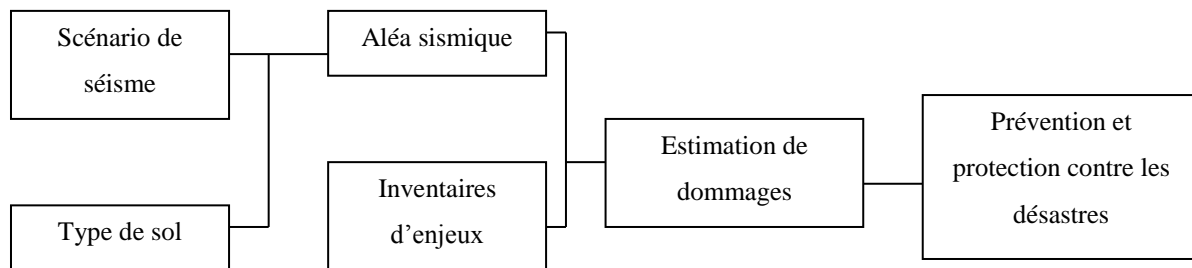 Scénario de
séisme
Type de sol
Aléa sismique
Inventaires
d’enjeux
Estimation de
dommages
Prévention et
protection contre les
désastres